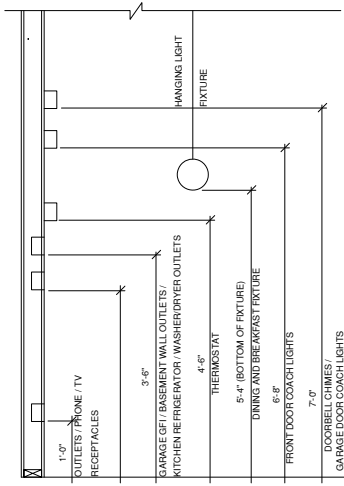 HANGING LIGHT
FIXTURE
1'-0"
OUTLETS / PHONE / TV
RECEPTACLES
3'-6"
GARAGE GFI / BASEMENT WALL OUTLETS /
KITCHEN REFRIGERATOR / WASHER/DRYER OUTLETS
4'-6"
THERMOSTAT
5'-4" (BOTTOM OF FIXTURE)
DINING AND BREAKFAST FIXTURE
6'-8"
FRONT DOOR COACH LIGHTS
7'-0"
DOORBELL CHIMES /
GARAGE DOOR COACH LIGHTS